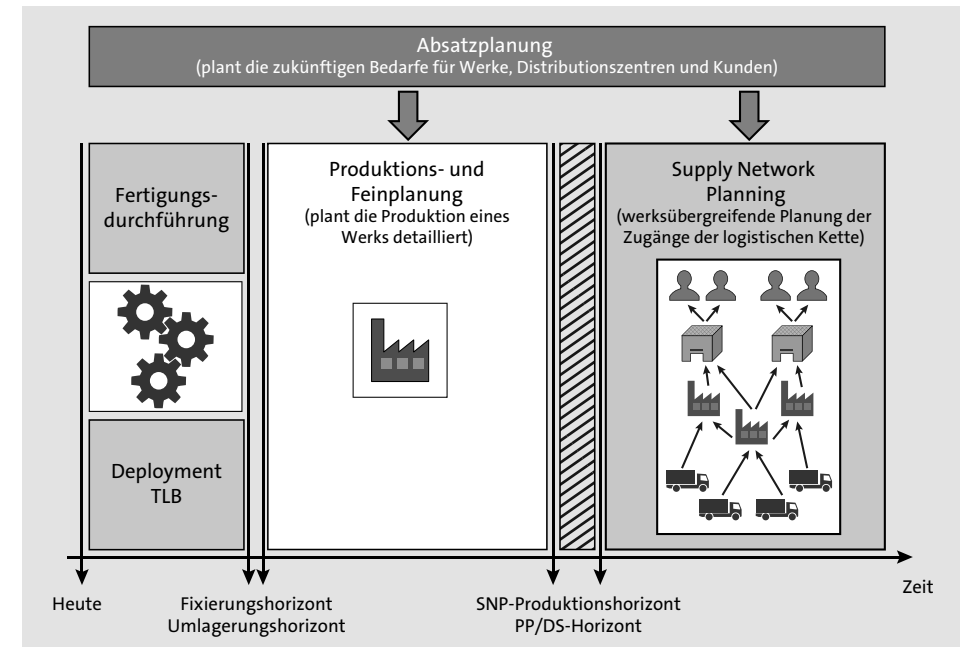 Absatzplanung
(plant die zukünftigen Bedarfe für Werke, Distributionszentren und Kunden)
Fertigungs-
durchführung
Deployment
TLB
Produktions- und
Feinplanung
(plant die Produktion eines
Werks detailliert)
Supply Network
Planning
(werksübergreifende Planung der
Zugänge der logistischen Kette)
Zeit
Heute
Fixierungshorizont
Umlagerungshorizont
SNP-Produktionshorizont
PP/DS-Horizont